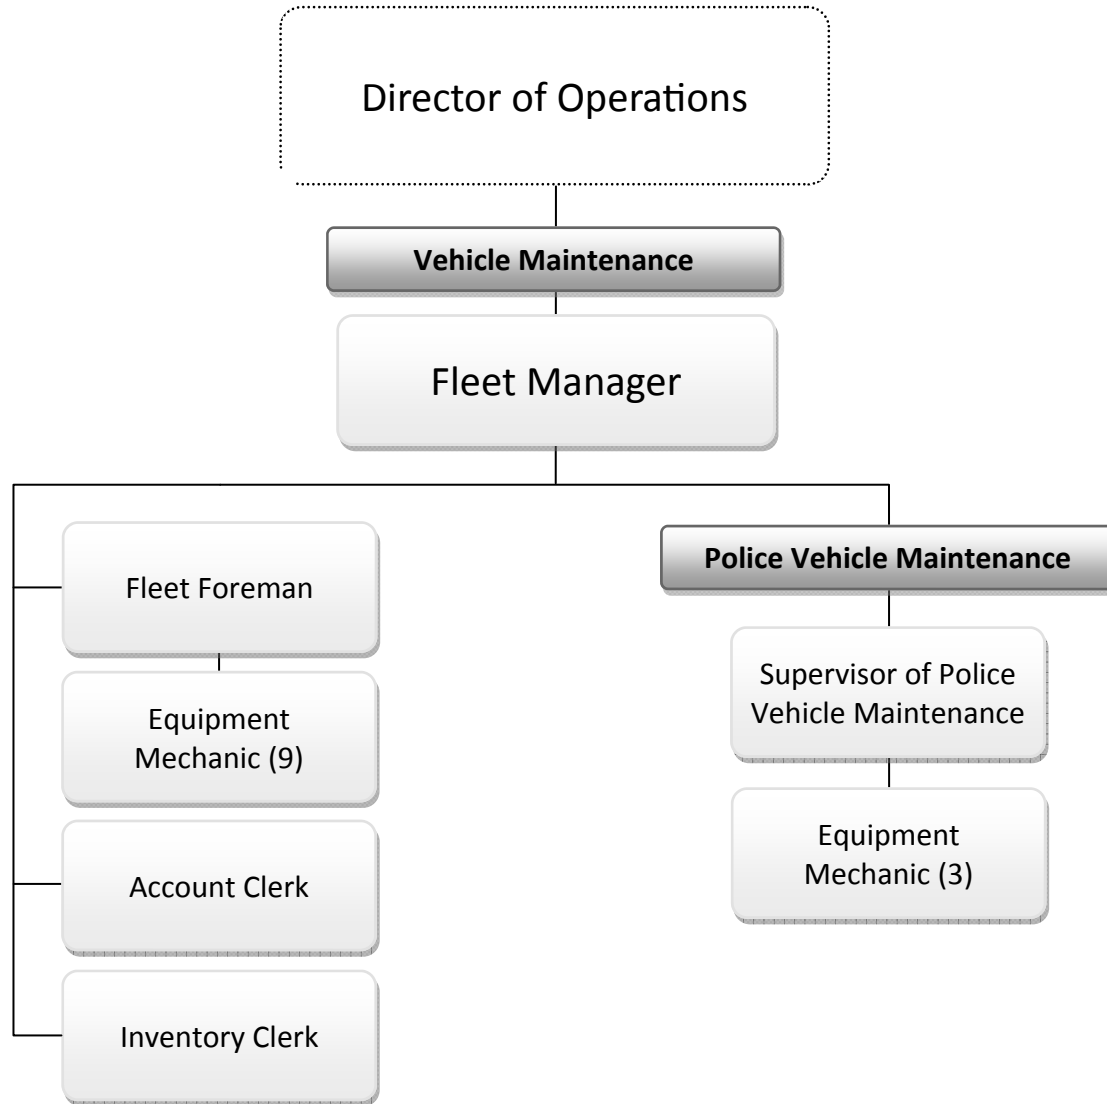 Director of Operations
Vehicle Maintenance
Fleet Manager
Fleet Foreman
Equipment
Mechanic (9)
Account Clerk
Inventory Clerk
Police Vehicle Maintenance
Supervisor of Police
Vehicle Maintenance
Equipment
Mechanic (3)